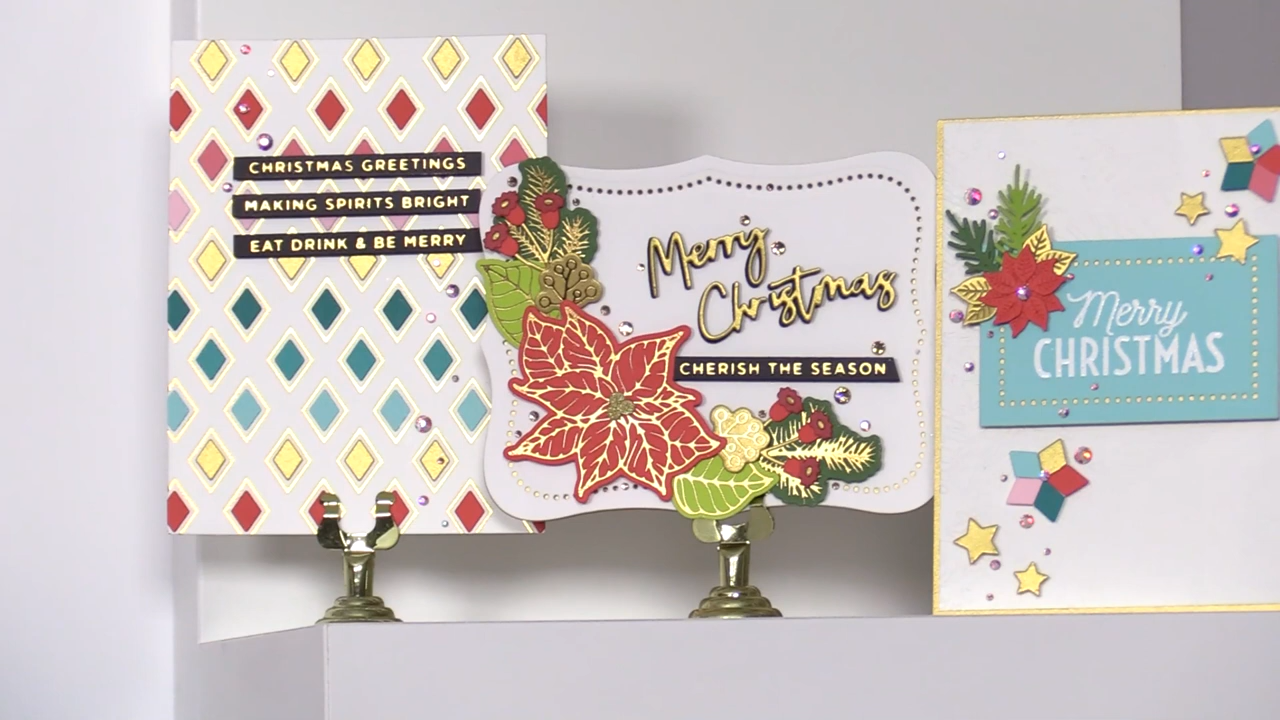 CHRISTMAS GREETINGS
MAKING SPIRITS BRIGHT
EAT DRINK & BE MERRY
Merry
Christmas
CHERISH THE SEASON
Merry
CHRISTMAS